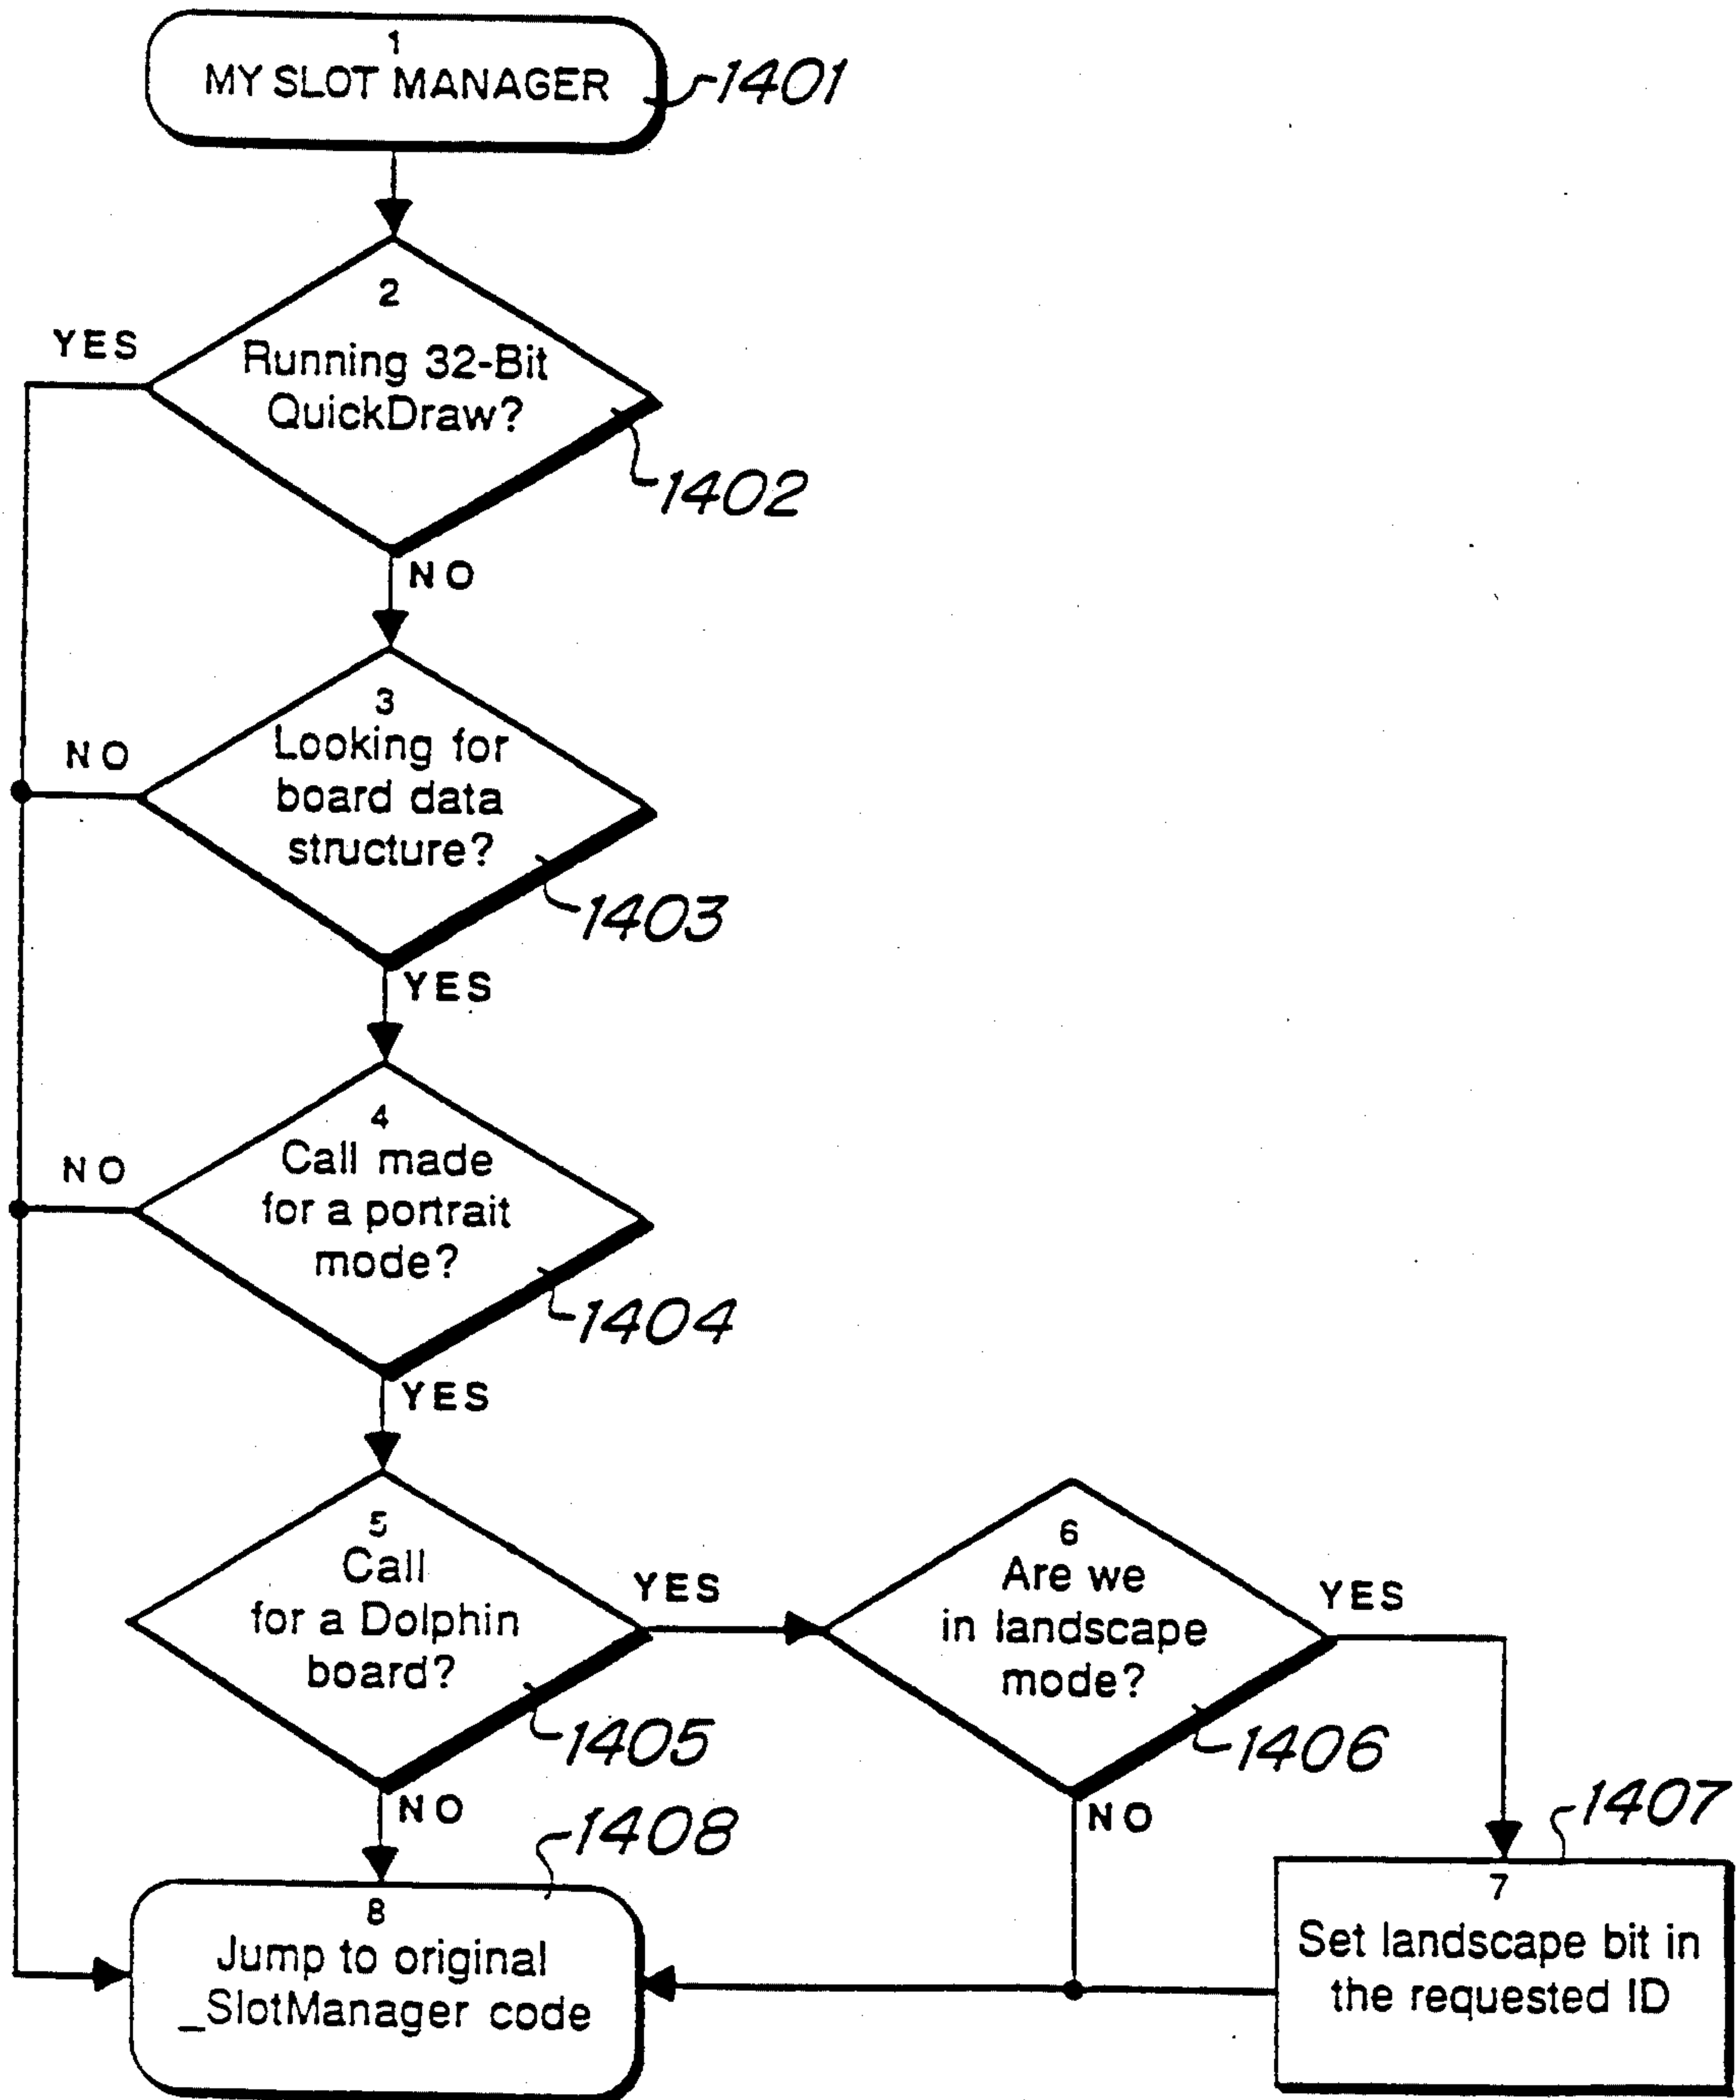 1
MY SLOT MANAGER
1401
2
Running 32-Bit
QuickDraw?
YES
1402
NO
3
Looking for
board data
structure?
NO
1403
YES
4
Call made
for a portrait
mode?
NO
1404
YES
5
Call
for a Dolphin
board?
YES
1405
NO
6
Are we
in landscape
mode?
YES
1406
NO
1407
7
Set landscape bit in
the requested ID
1408
8
Jump to original
_SlotManager code